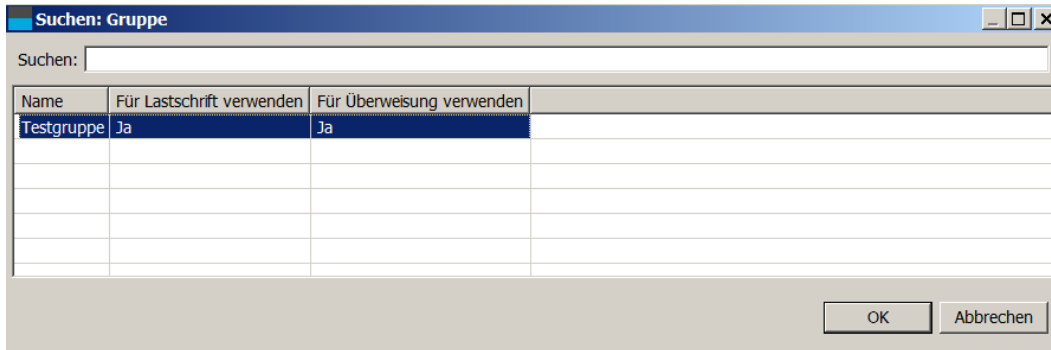 Suchen: Gruppe
Suchen:
Name Für Lastschrift verwenden Für Überweisung verwenden
Testgruppe Ja Ja
OK Abbrechen